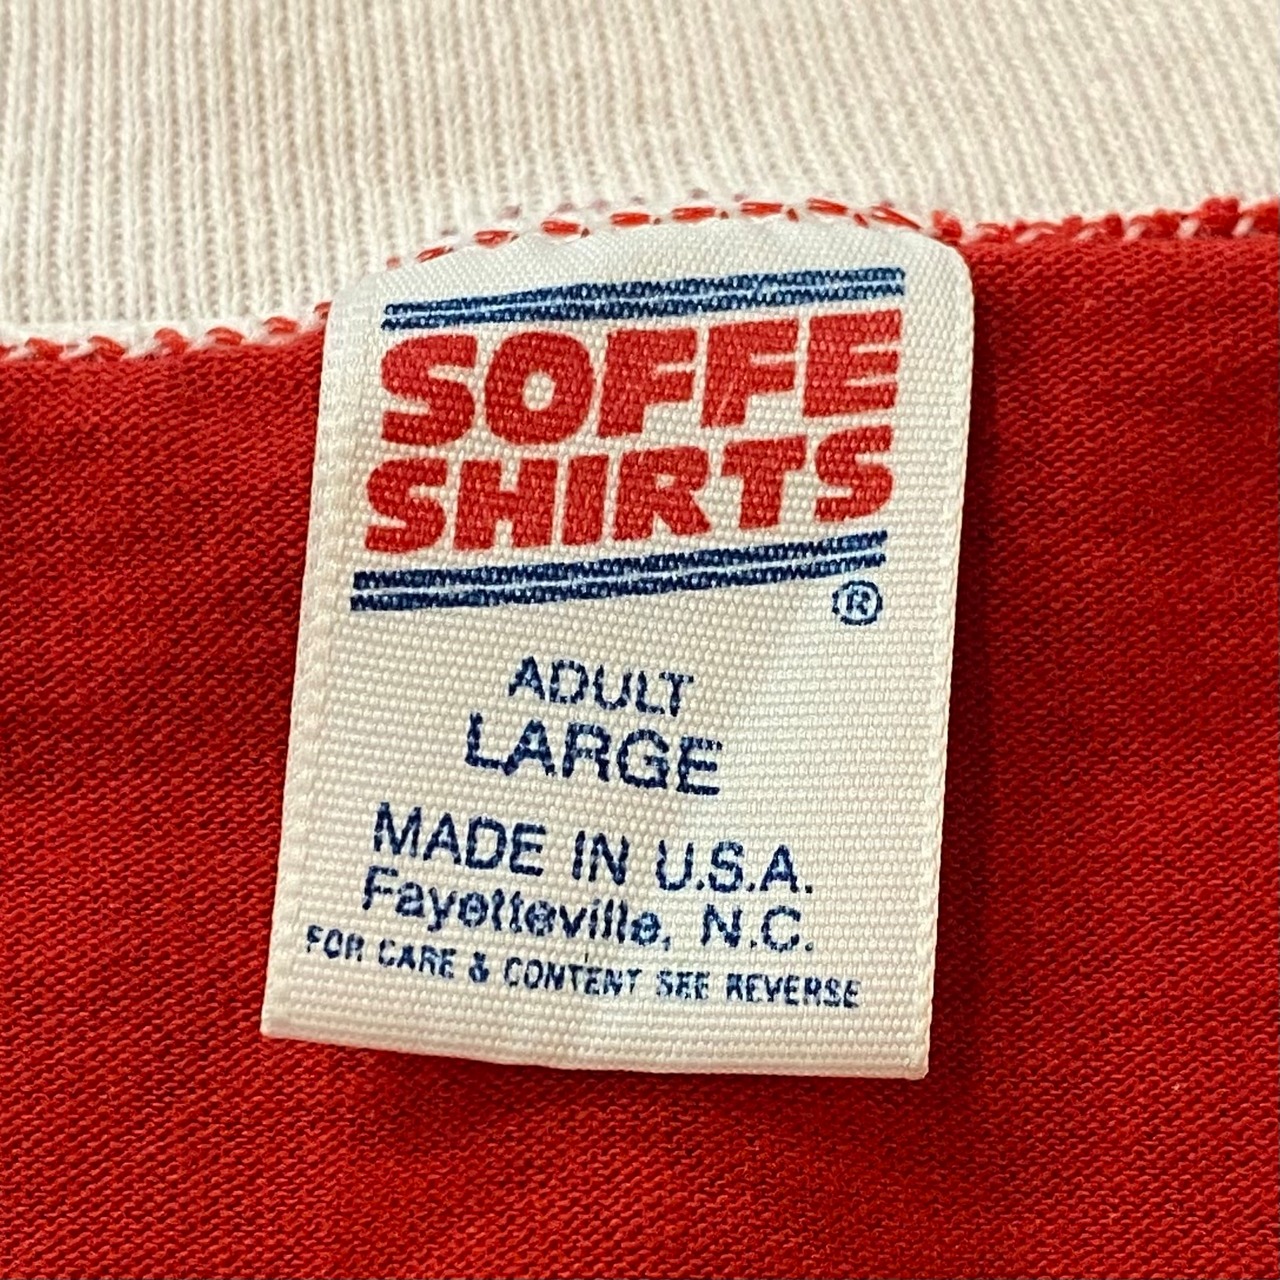 SOFFE
SHIRTS
®
ADULT
LARGE
MADE IN U.S.A.
Fayetteville, N.C.
FOR CARE & CONTENT SEE REVERSE